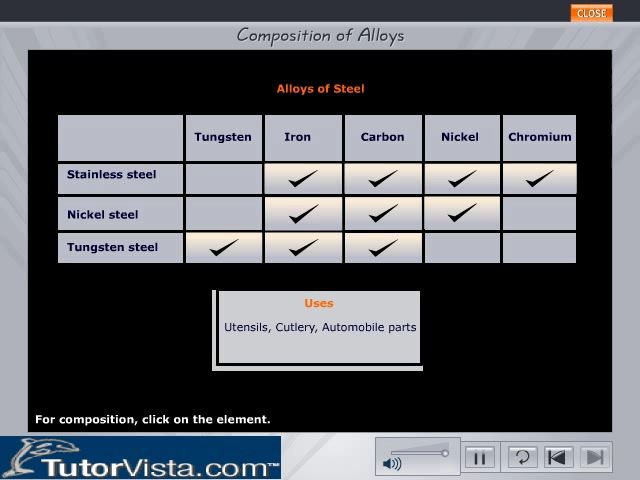 CLOSE
Composition of Alloys
Alloys of Steel
Tungsten Iron Carbon Nickel Chromium
Stainless steel
Nickel steel
Tungsten steel
Uses
Utensils, Cutlery, Automobile parts
For composition, click on the element.
TutorVista.com™